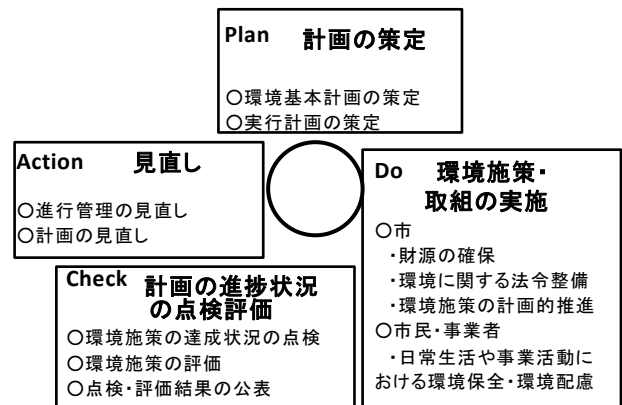 Plan 計画の策定
○環境基本計画の策定
○実行計画の策定
Action 見直し
○進行管理の見直し
○計画の見直し
Do 環境施策・
取組の実施
○市
・財源の確保
・環境に関する法令整備
・環境施策の計画的推進
○市民・事業者
・日常生活や事業活動に
おける環境保全・環境配慮
Check 計画の進捗状況
の点検評価
○環境施策の達成状況の点検
○環境施策の評価
○点検・評価結果の公表